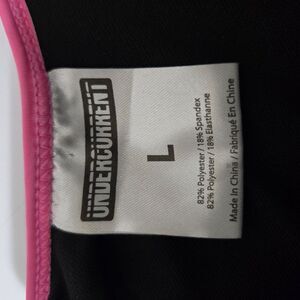 UNDERCURRENT
L
82% Polyester / 18% Spandex
82% Polyester / 18% Elasthanne
Made In China / Fabriqué En Chine